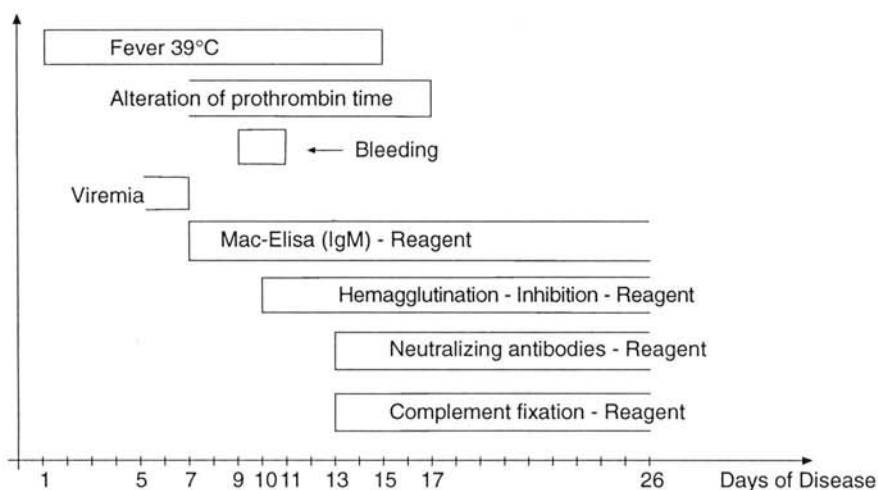 Fever 39°C
Alteration of prothrombin time
Bleeding
Viremia
Mac-Elisa (IgM) - Reagent
Hemagglutination - Inhibition - Reagent
Neutralizing antibodies - Reagent
Complement fixation - Reagent
1 5 7 9 10 11 13 15 17 26 Days of Disease